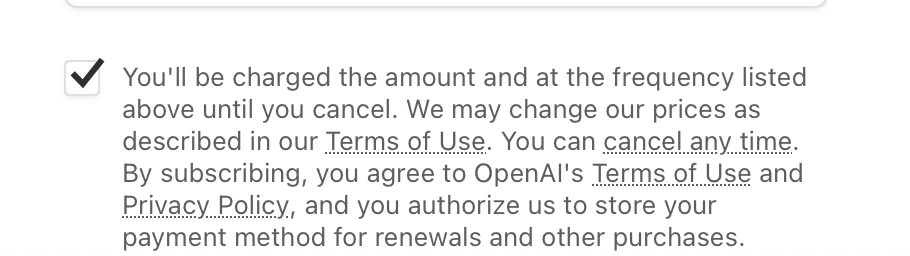 You'll be charged the amount and at the frequency listed
above until you cancel. We may change our prices as
described in our Terms of Use. You can cancel any time.
By subscribing, you agree to OpenAI's Terms of Use and
Privacy Policy, and you authorize us to store your
payment method for renewals and other purchases.